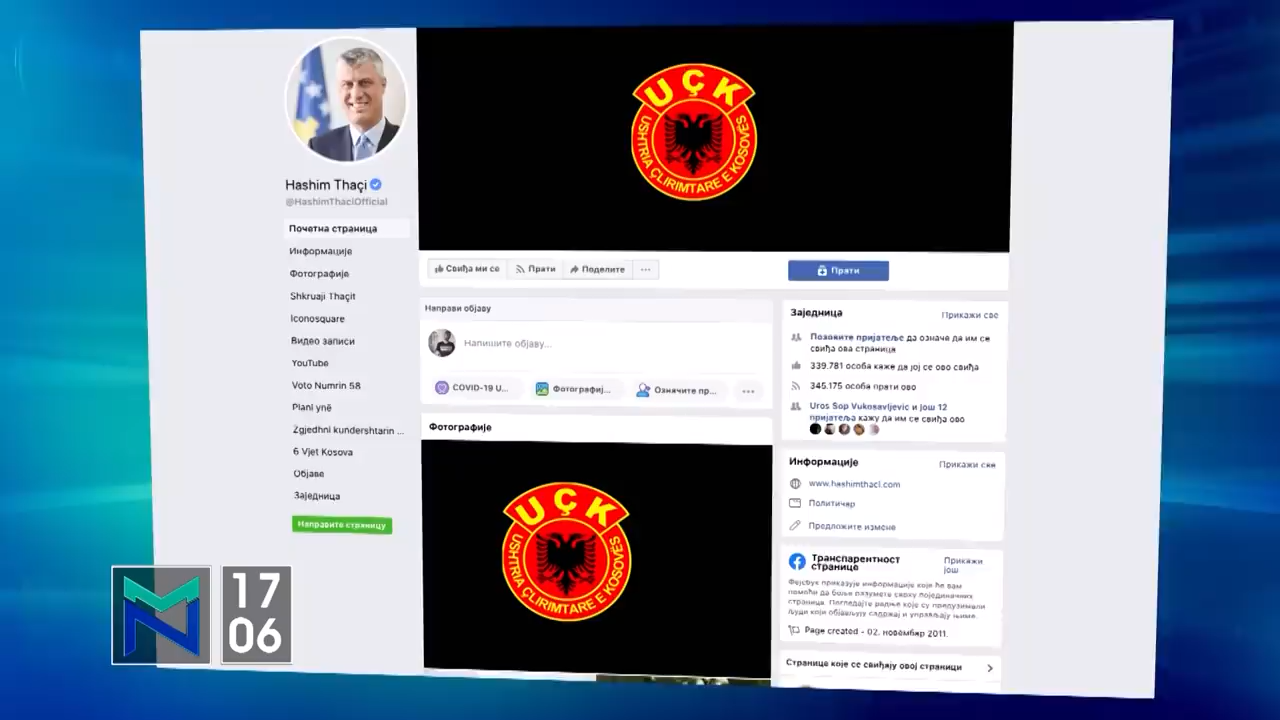 UÇK
USHTRIA ÇLIRIMTARE E KOSOVËS
Hashim Thaçi
@HashimThaciOfficial
Почетна страница
Информације
Фотографије
Shkruaji Thaçit
Iconosquare
Видео записи
YouTube
Voto Numrin 58
Plani ynë
Zgjedhni kundershtarin ...
6 Vjet Kosova
Објаве
Заједница
Направите страницу
Свиђа ми се
Прати
Поделите
...
Прати
Направи објаву
Напишите објаву...
COVID-19 U...
Фотографиј...
Означите пр...
...
Фотографије
UÇK
USHTRIA ÇLIRIMTARE E KOSOVËS
Заједница
Прикажи све
Позовите пријатеље да означе да им се
свиђа ова страница
339.781 особа каже да јој се ово свиђа
345.175 особа прати ово
Uros Sop Vukosavljevic и још 12
пријатеља кажу да им се свиђа ово
Информације
Прикажи све
www.hashimthaci.com
Политичар
Предложите измене
Транспарентност
странице
Прикажи
још
Фејсбук приказује информације које ће вам
помоћи да боље разумете сврху појединачних
страница. Погледајте радње које су предузимали
људи који објављују садржај и управљају њиме.
Page created - 02. новембар 2011.
Странице које се свиђају овој страници
17
06